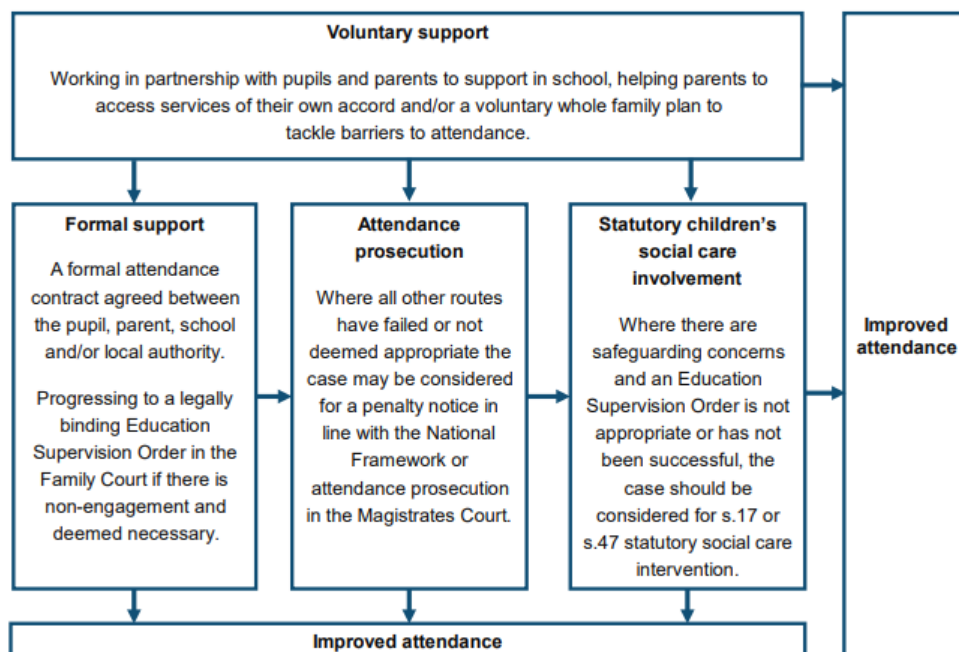 Voluntary support
Working in partnership with pupils and parents to support in school, helping parents to
access services of their own accord and/or a voluntary whole family plan to
tackle barriers to attendance.
Formal support
A formal attendance
contract agreed between
the pupil, parent, school
and/or local authority.
Progressing to a legally
binding Education
Supervision Order in the
Family Court if there is
non-engagement and
deemed necessary.
Attendance
prosecution
Where all other routes
have failed or not
deemed appropriate the
case may be considered
for a penalty notice in
line with the National
Framework or
attendance prosecution
in the Magistrates Court.
Statutory children’s
social care
involvement
Where there are
safeguarding concerns
and an Education
Supervision Order is not
appropriate or has not
been successful, the
case should be
considered for s.17 or
s.47 statutory social care
intervention.
Improved
attendance
Improved attendance